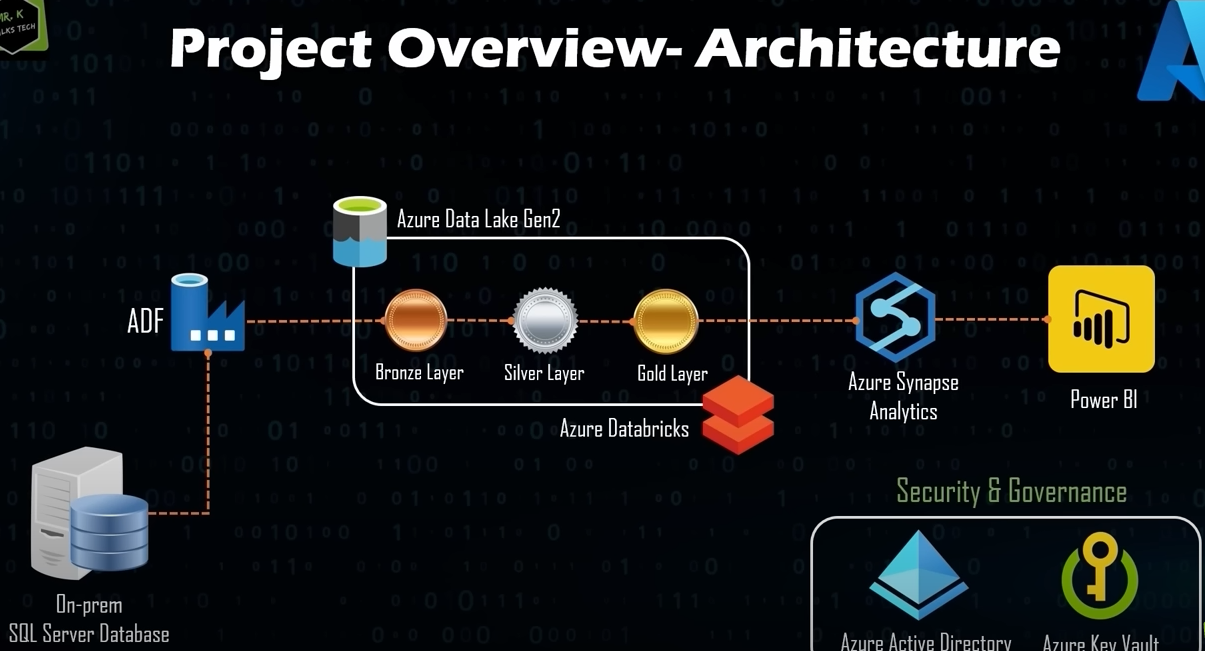 MR. K
TALKS TECH
Project Overview- Architecture
Azure Data Lake Gen2
ADF
Bronze Layer
Silver Layer
Gold Layer
Azure Databricks
Azure Synapse
Analytics
Power BI
On-prem
SQL Server Database
Security & Governance
Azure Active Directory
Azure Key Vault